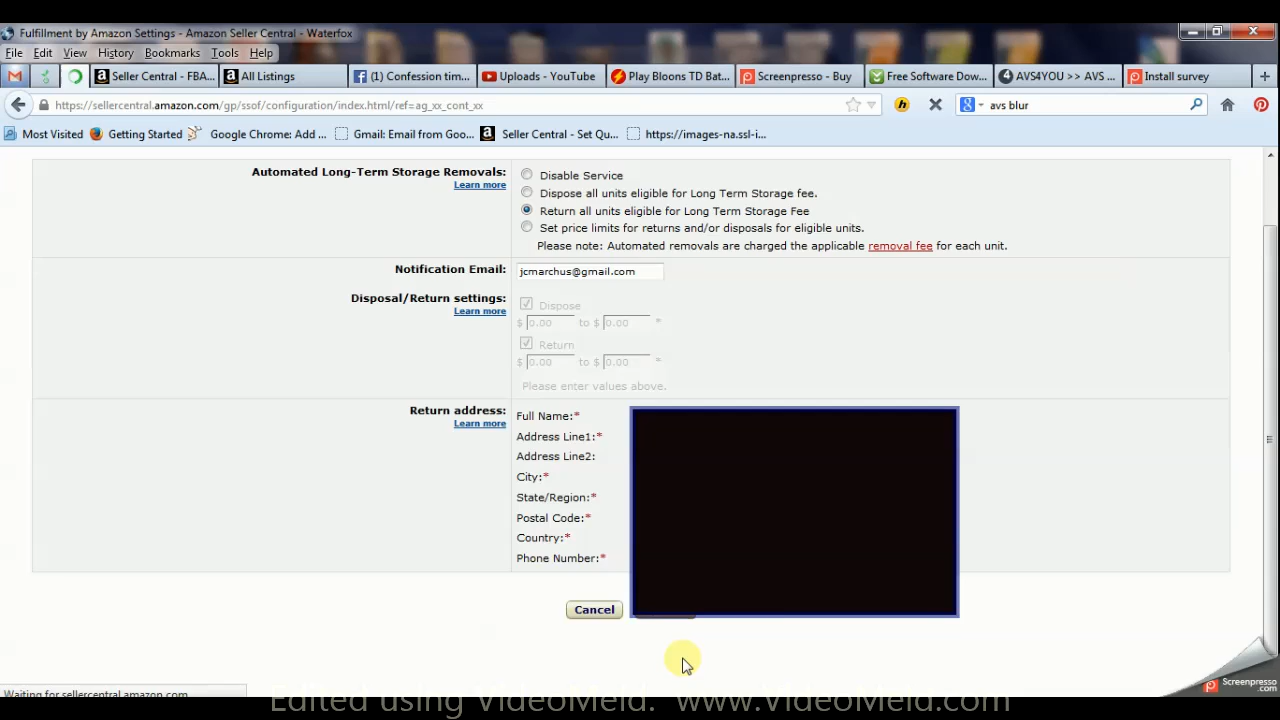 Fulfillment by Amazon Settings - Amazon Seller Central - Waterfox
File Edit View History Bookmarks Tools Help
Seller Central - FBA... All Listings (1) Confession tim... Uploads - YouTube Play Bloons TD Bat... Screenpresso - Buy Free Software Dow... AVS4YOU >> AVS ... Install survey
https://sellercentral.amazon.com/gp/ssof/configuration/index.html/ref=ag_xx_cont_xx avs blur
Most Visited Getting Started Google Chrome: Add ... Gmail: Email from Goo... Seller Central - Set Qu... https://images-na.ssl-i...
Automated Long-Term Storage Removals:
Learn more
Disable Service
Dispose all units eligible for Long Term Storage fee.
Return all units eligible for Long Term Storage Fee
Set price limits for returns and/or disposals for eligible units.
Please note: Automated removals are charged the applicable removal fee for each unit.
Notification Email: jcmarchus@gmail.com
Disposal/Return settings:
Learn more
Dispose
$ 0.00 to $ 0.00 *
Return
$ 0.00 to $ 0.00 *
Please enter values above.
Return address:
Learn more
Full Name:*
Address Line1:*
Address Line2:
City:*
State/Region:*
Postal Code:*
Country:*
Phone Number:*
Cancel
Screenpresso
.com
Waiting for sellercentral.amazon.com
Edited using VideoMeld. www.VideoMeld.com